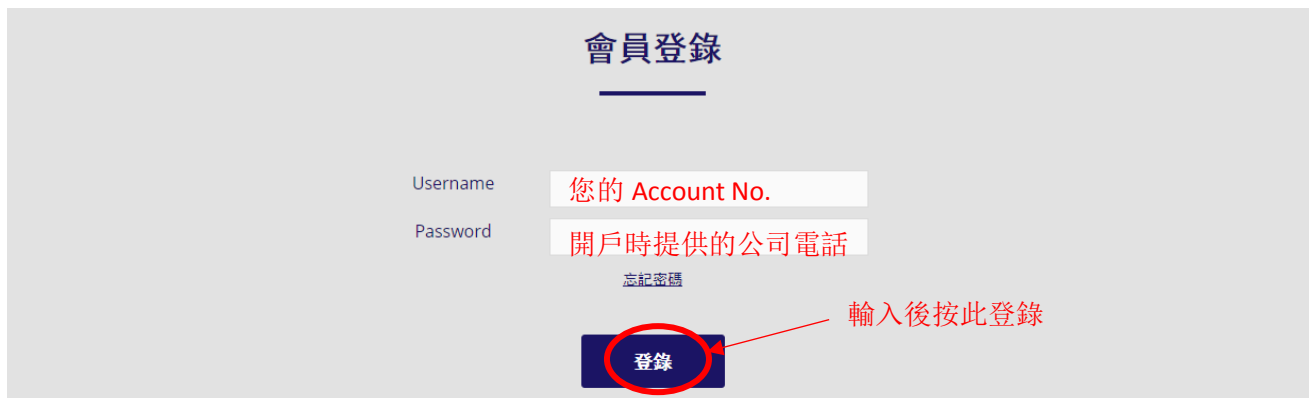 會員登錄
Username 您的 Account No.
Password 開戶時提供的公司電話
忘記密碼
輸入後按此登錄
登錄